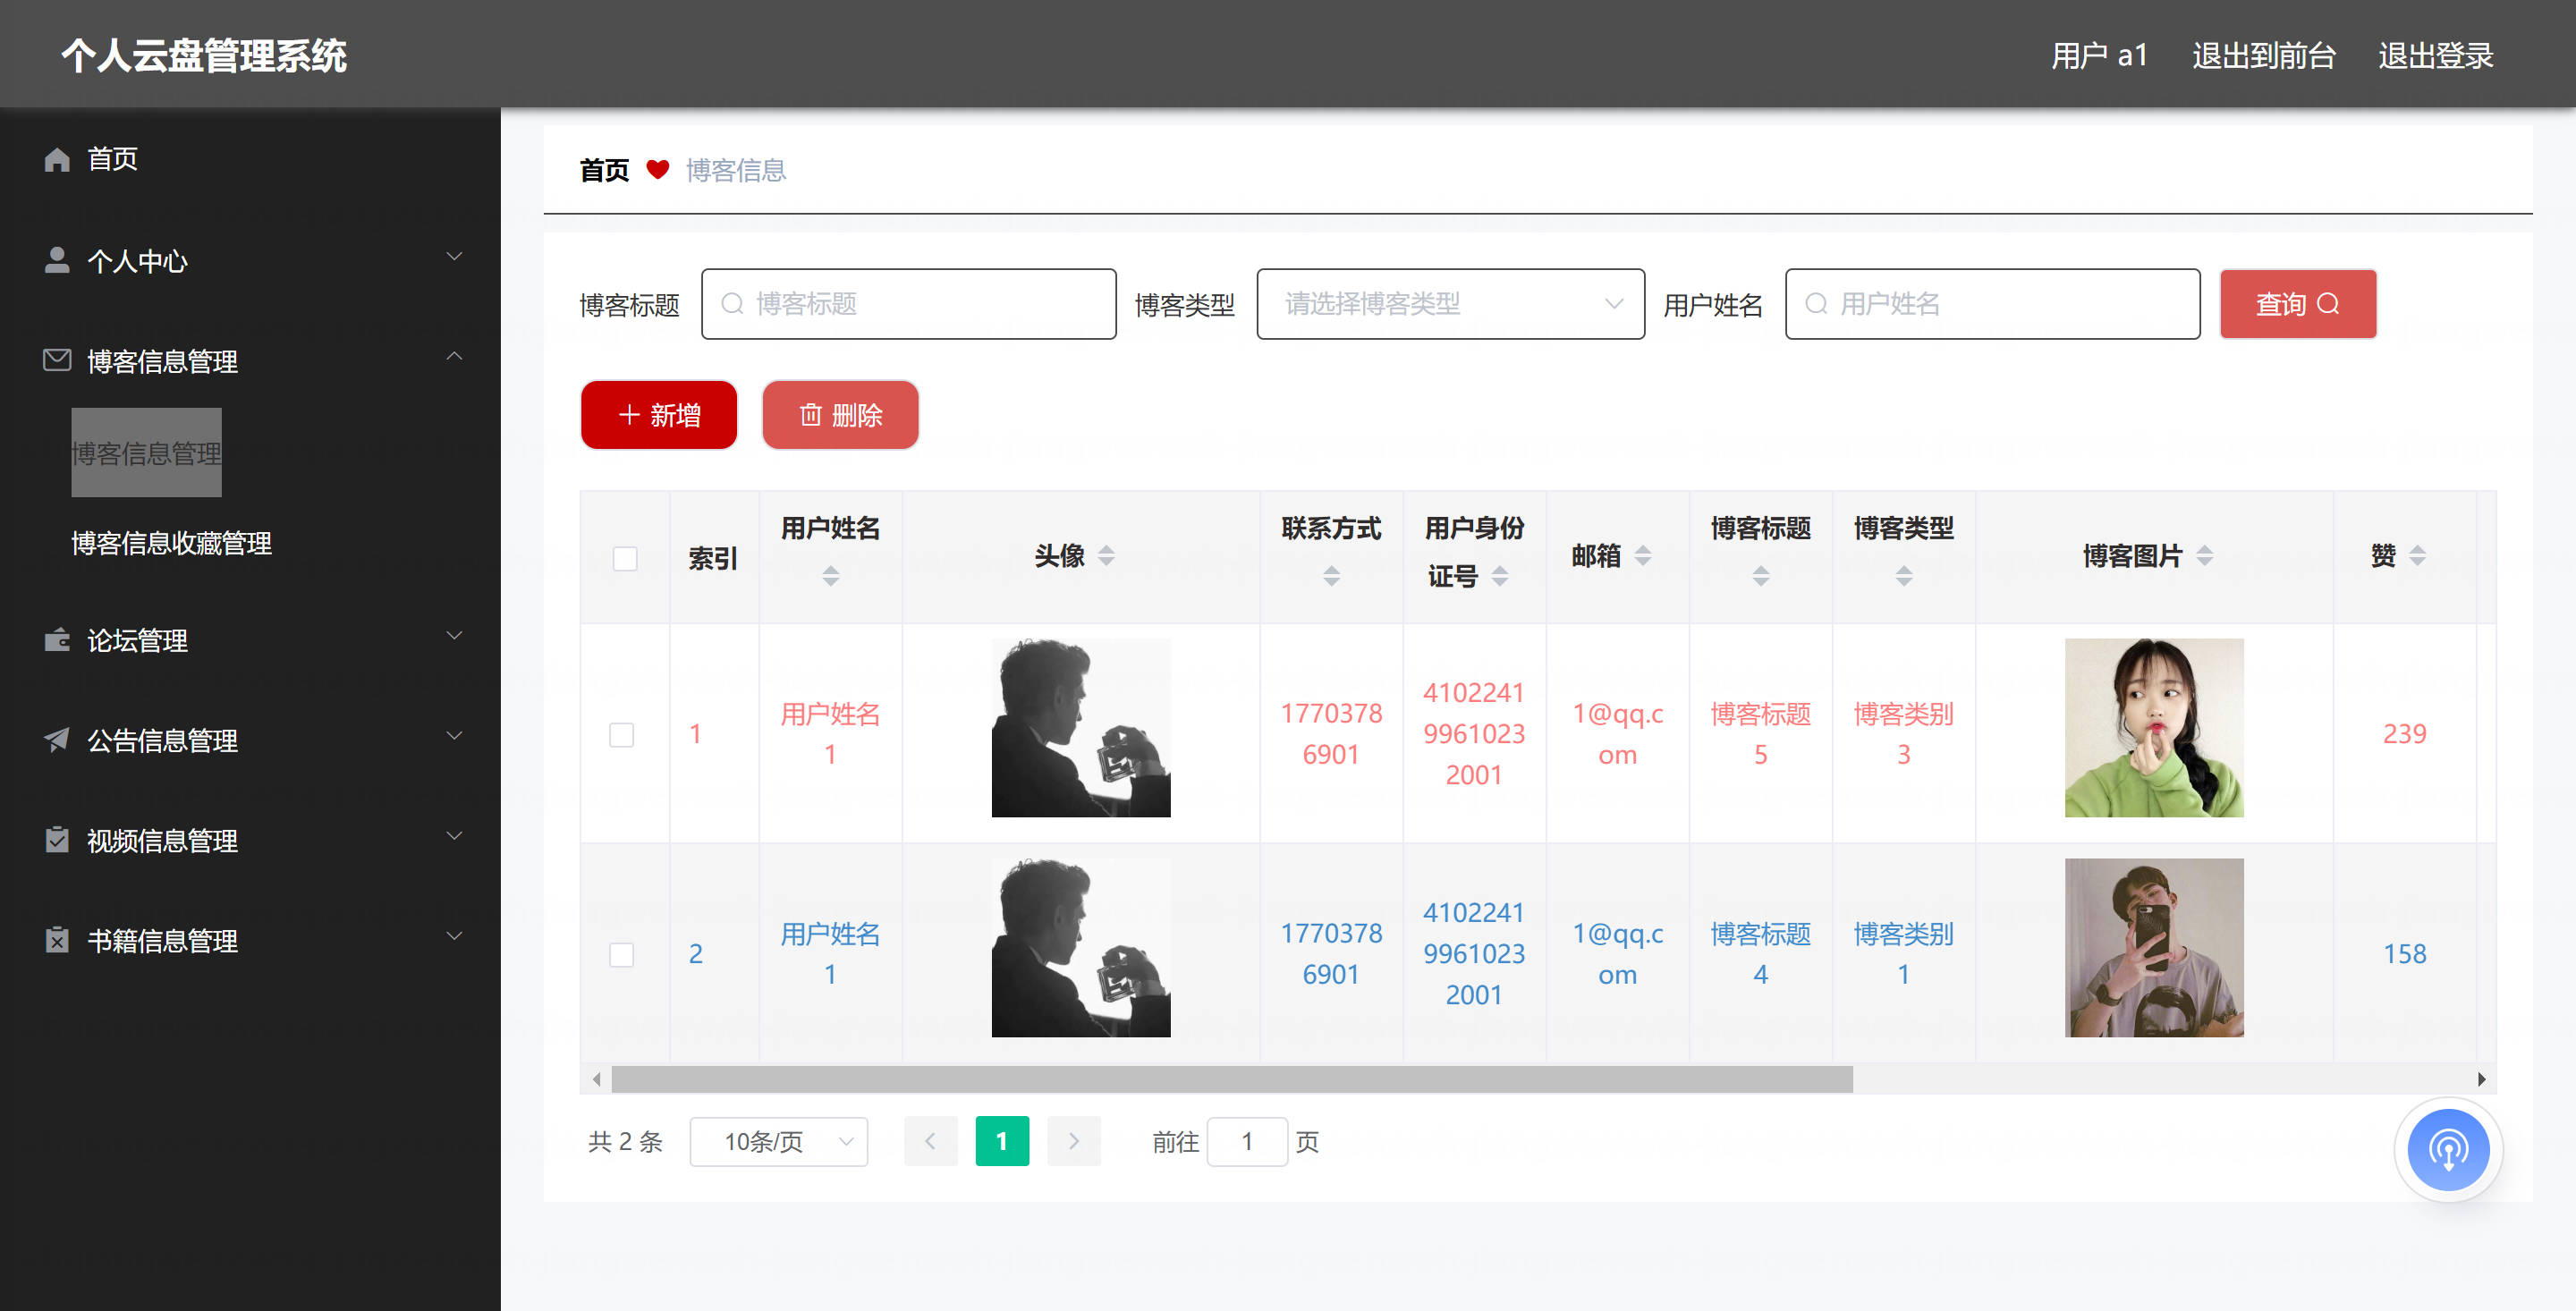 个人云盘管理系统
用户 a1 退出到前台 退出登录
首页
个人中心
博客信息管理
博客信息管理
博客信息收藏管理
论坛管理
公告信息管理
视频信息管理
书籍信息管理
首页 博客信息
博客标题 博客标题 博客类型 请选择博客类型 用户姓名 用户姓名 查询
新增 删除
索引 用户姓名 头像 联系方式 用户身份证号 邮箱 博客标题 博客类型 博客图片 赞
1 用户姓名1 17703786901 410224199610232001 1@qq.com 博客标题5 博客类别3 239
2 用户姓名1 17703786901 410224199610232001 1@qq.com 博客标题4 博客类别1 158
共 2 条 10条/页 1 前往 1 页